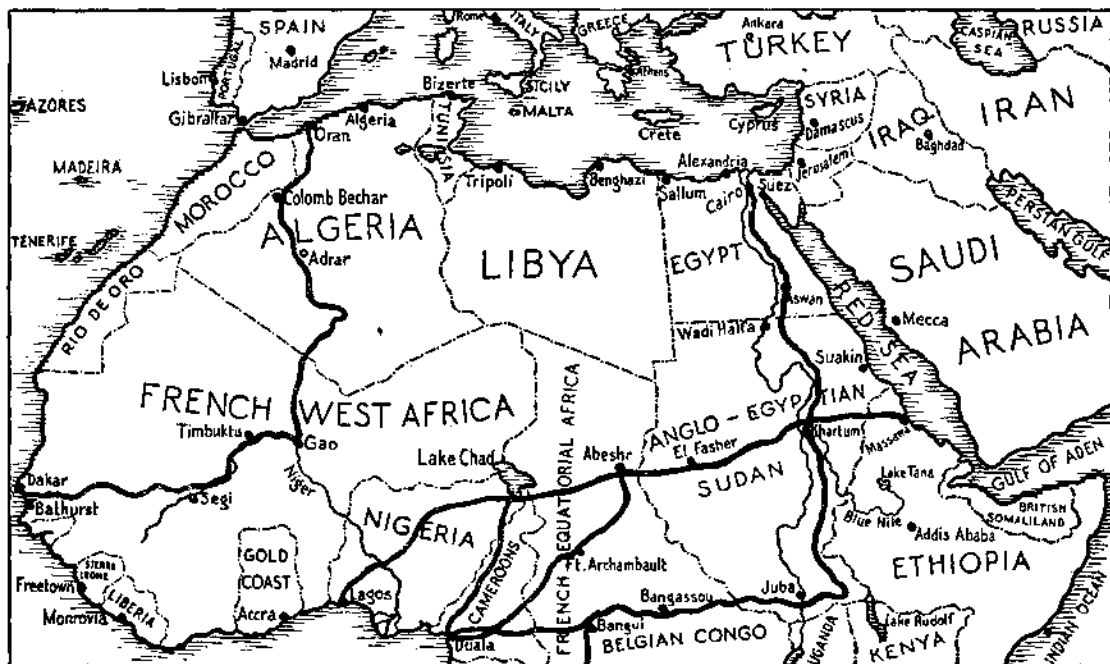 SPAIN
Madrid
Lisbon
PORTUGAL
Gibraltar
AZORES
MADEIRA
TENERIFE
Rome
ITALY
SICILY
MALTA
GREECE
Athens
Crete
Cyprus
Ankara
TURKEY
CASPIAN
SEA
RUSSIA
SYRIA
Damascus
IRAQ
Baghdad
IRAN
Jerusalem
PERSIAN GULF
Bizerte
Algeria
Oran
TUNISIA
Tripoli
Benghazi
Sallum
Alexandria
Cairo
Suez
MOROCCO
Colomb Bechar
ALGERIA
Adrar
LIBYA
EGYPT
Aswan
Wadi Halfa
RED SEA
SAUDI
ARABIA
Mecca
Suakin
RIO DE ORO
FRENCH WEST AFRICA
Timbuktu
Gao
Niger
Dakar
Bathurst
Segi
Lake Chad
FRENCH EQUATORIAL AFRICA
Abeshr
El Fasher
ANGLO-EGYPTIAN
SUDAN
Khartum
Massawa
Lake Tana
Blue Nile
Addis Ababa
GULF OF ADEN
BRITISH
SOMALILAND
ETHIOPIA
NIGERIA
CAMEROONS
GOLD
COAST
SIERRA
LEONE
Freetown
LIBERIA
Monrovia
Accra
Lagos
Duala
Ft. Archambault
Bangassou
Bangui
BELGIAN CONGO
Juba
UGANDA
Lake Rudolf
KENYA
INDIAN OCEAN